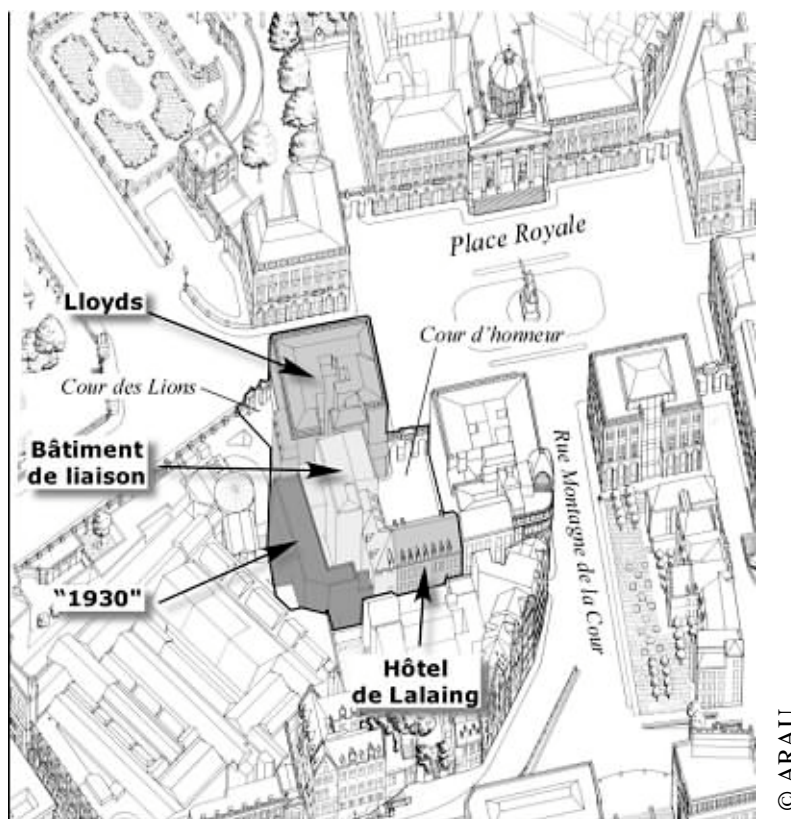 Place Royale
Lloyds
Cour d'honneur
Cour des Lions
Bâtiment
de liaison
Rue Montagne de la Cour
"1930"
Hôtel
de Lalaing
© ARAU